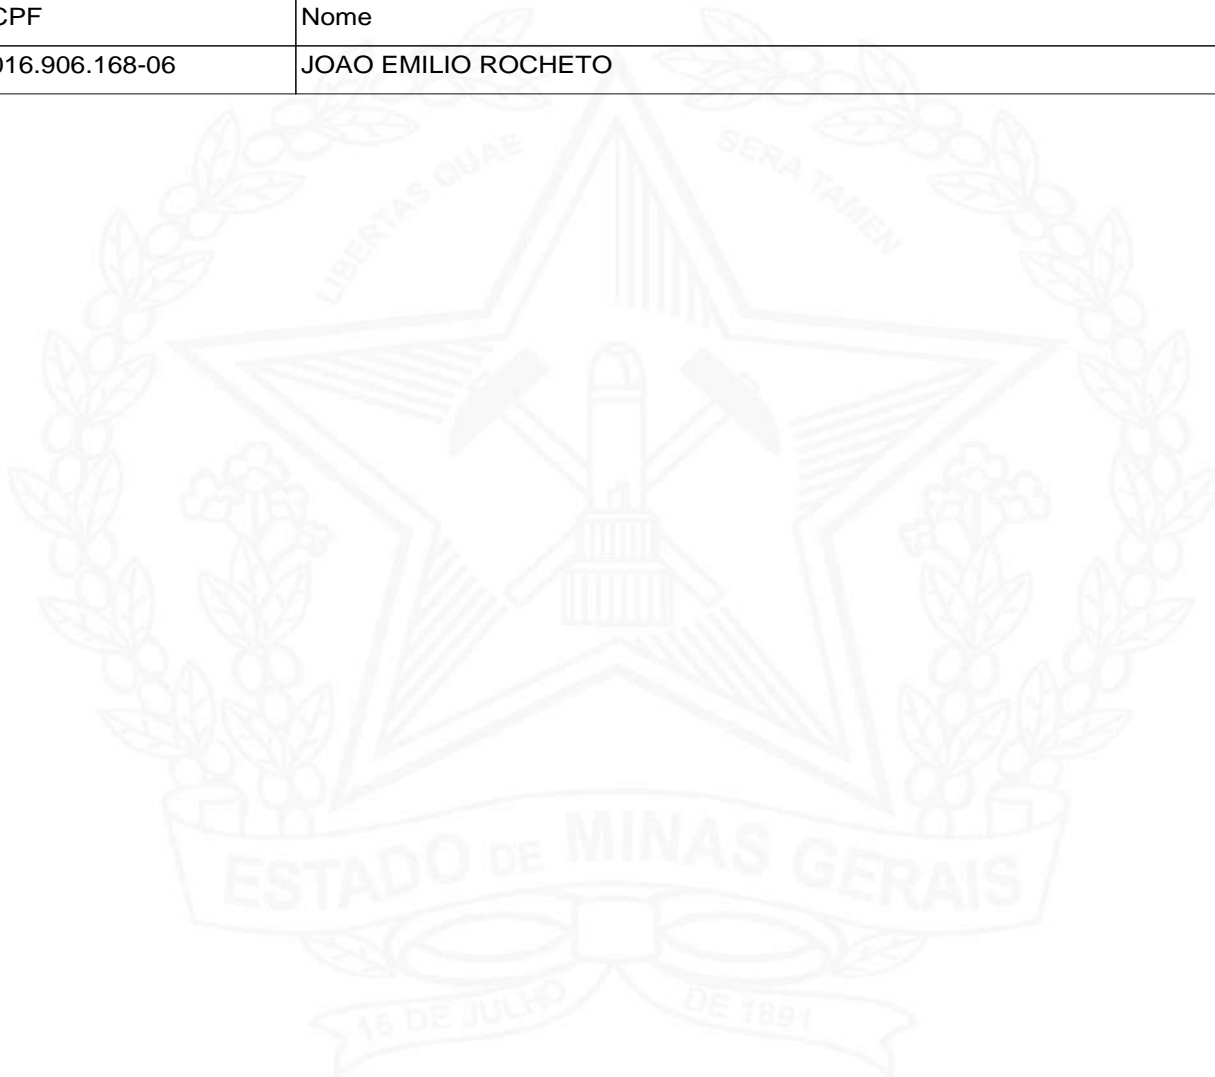 CPF Nome
016.906.168-06 JOAO EMILIO ROCHETO
LIBERTAS QUAE SERA TAMEN
ESTADO DE MINAS GERAIS
15 DE JULHO DE 1891